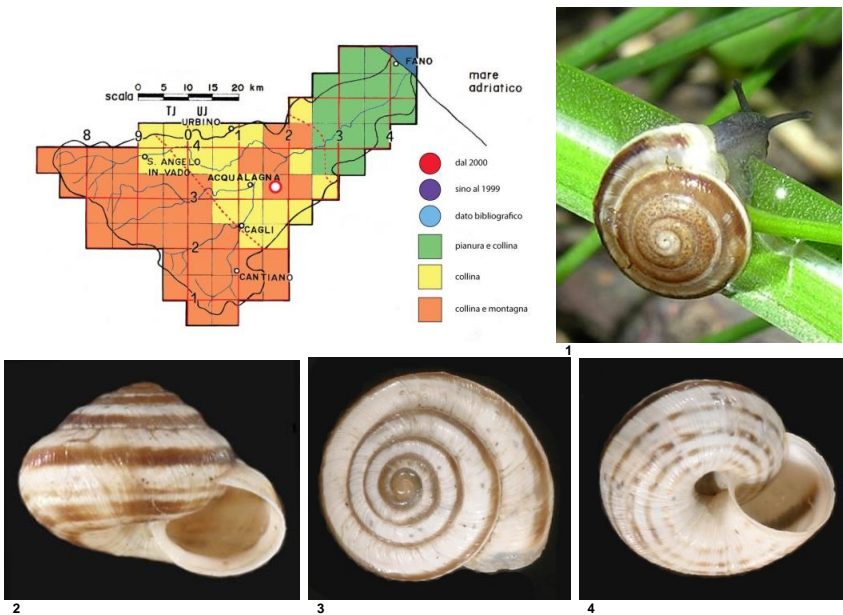 FANO
mare
adriatico
scala 0 5 10 15 20 km
TJ UJ
URBINO
8 9 0 1 2 3 4
4
S. ANGELO
IN VADO
ACQUALAGNA
3
CAGLI
2
CANTIANO
1
dal 2000
sino al 1999
dato bibliografico
pianura e collina
collina
collina e montagna
1
2
3
4